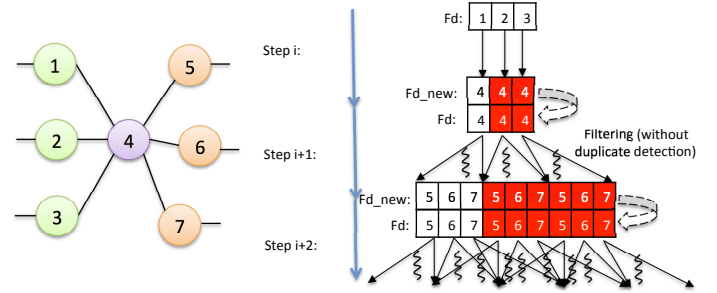 1
2
3
4
5
6
7
Step i:
Step i+1:
Step i+2:
Fd: 1 2 3
Fd_new: 4 4 4
Fd: 4 4 4
Filtering (without
duplicate detection)
Fd_new: 5 6 7 5 6 7 5 6 7
Fd: 5 6 7 5 6 7 5 6 7